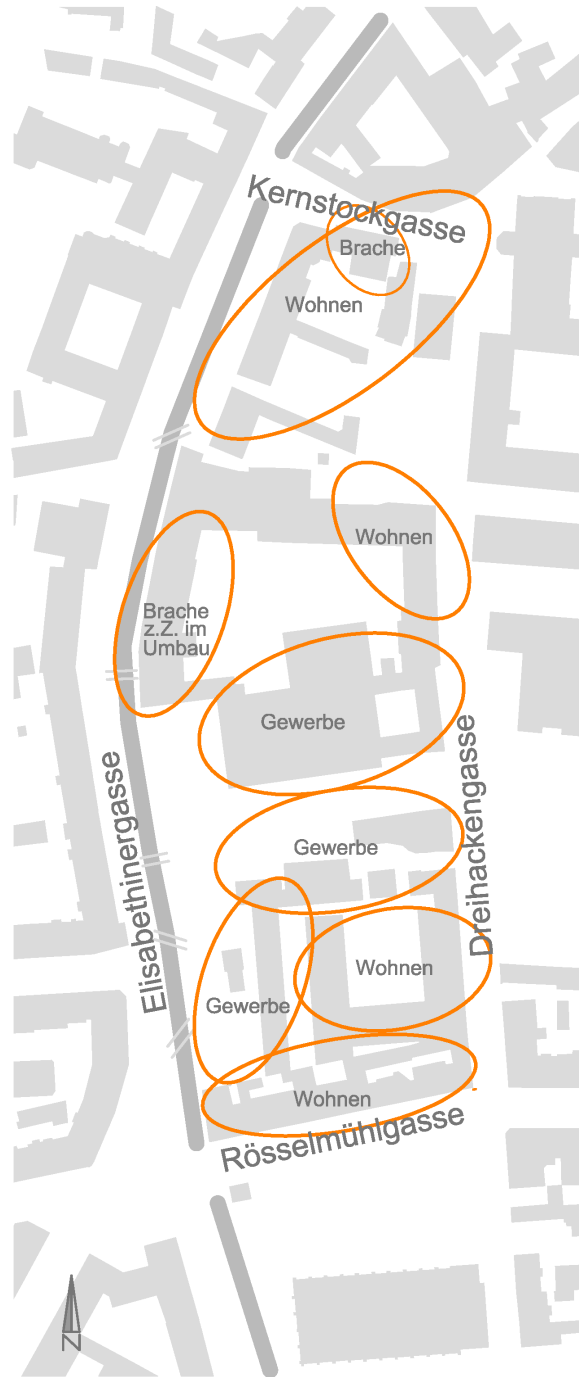 Kernstockgasse
Brache
Wohnen
Wohnen
Brache
z.Z. im
Umbau
Gewerbe
Elisabethinergasse
Dreihackengasse
Gewerbe
Wohnen
Gewerbe
Wohnen
Rösselmühlgasse
N